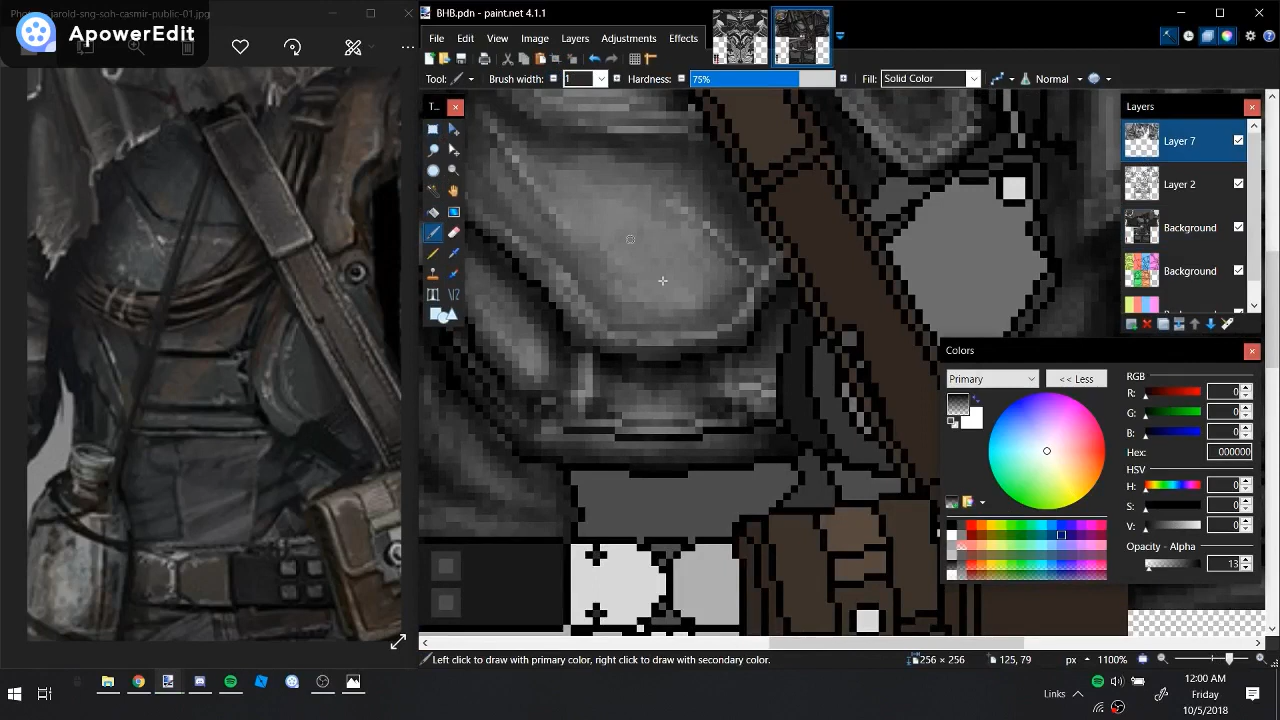 Photos - jarold-sng-soh-casmir-public-01.jpg
ApowerEdit
BHB.pdn - paint.net 4.1.1
File Edit View Image Layers Adjustments Effects
Tool: Brush width: 1 Hardness: 75% Fill: Solid Color Normal
T...
Layers
Layer 7
Layer 2
Background
Background
Colors
Primary
<< Less
RGB
R: 0
G: 0
B: 0
Hex: 000000
HSV
H: 0
S: 0
V: 0
Opacity - Alpha
13
Left click to draw with primary color, right click to draw with secondary color.
256 × 256
125, 79
px
1100%
Links
12:00 AM
Friday
10/5/2018